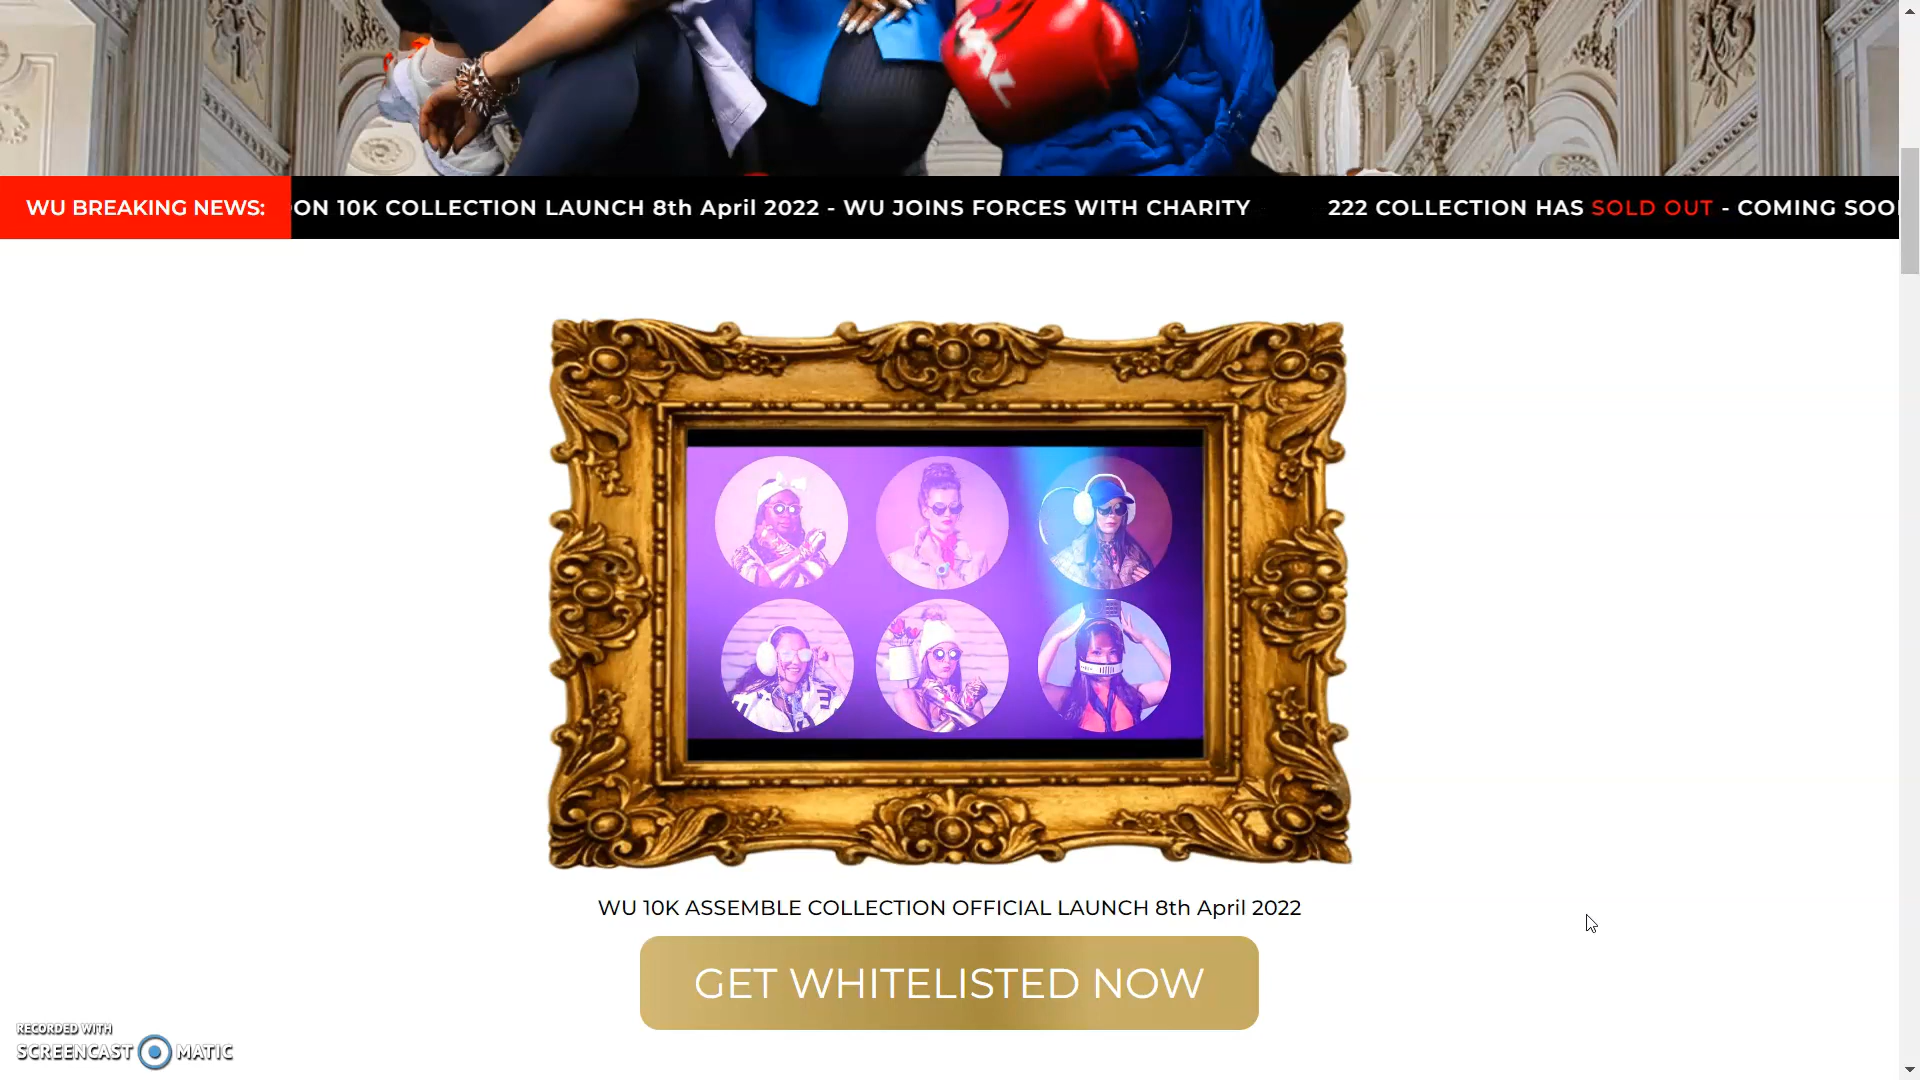 WU BREAKING NEWS:
ON 10K COLLECTION LAUNCH 8th April 2022 - WU JOINS FORCES WITH CHARITY 222 COLLECTION HAS SOLD OUT - COMING SOO
WU 10K ASSEMBLE COLLECTION OFFICIAL LAUNCH 8th April 2022
GET WHITELISTED NOW
RECORDED WITH
SCREENCAST MATIC